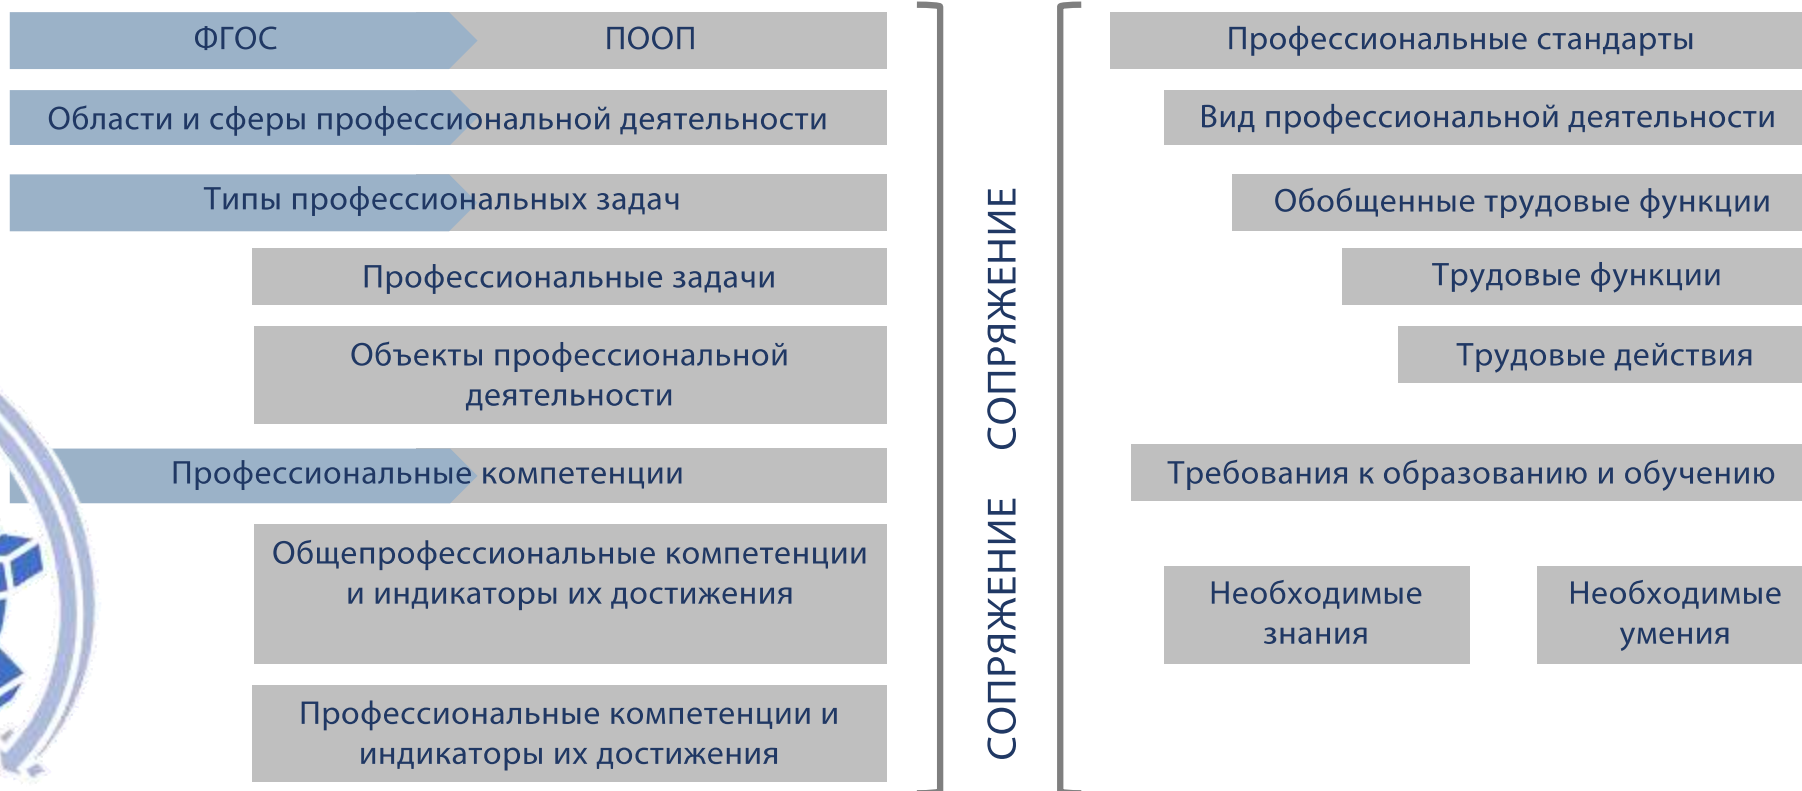 ФГОС
ПООП
Области и сферы профессиональной деятельности
Типы профессиональных задач
Профессиональные задачи
Объекты профессиональной
деятельности
Профессиональные компетенции
Общепрофессиональные компетенции
и индикаторы их достижения
Профессиональные компетенции и
индикаторы их достижения
СОПРЯЖЕНИЕ СОПРЯЖЕНИЕ
Профессиональные стандарты
Вид профессиональной деятельности
Обобщенные трудовые функции
Трудовые функции
Трудовые действия
Требования к образованию и обучению
Необходимые
знания
Необходимые
умения